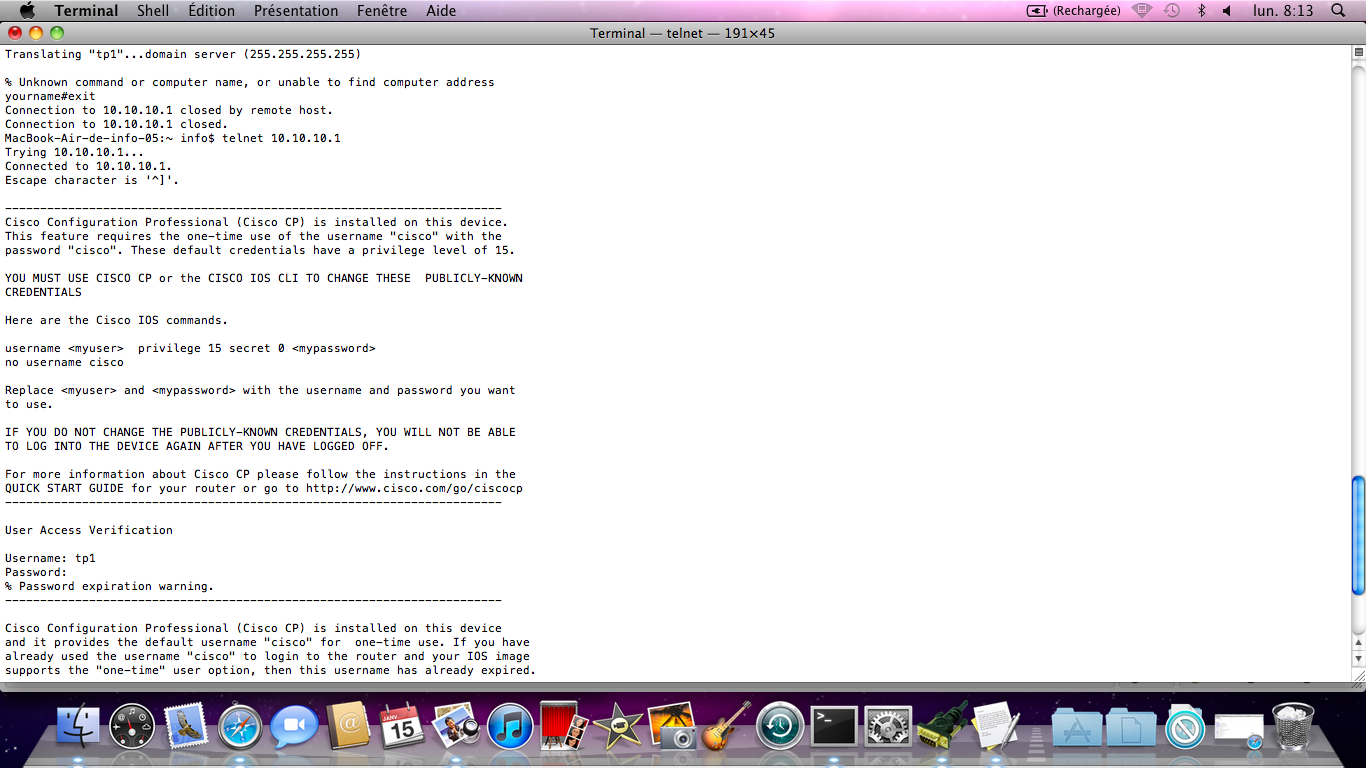 Terminal Shell Édition Présentation Fenêtre Aide (Rechargée) lun. 8:13
Terminal — telnet — 191×45
Translating "tp1"...domain server (255.255.255.255)
% Unknown command or computer name, or unable to find computer address
yourname#exit
Connection to 10.10.10.1 closed by remote host.
Connection to 10.10.10.1 closed.
MacBook-Air-de-info-05:~ info$ telnet 10.10.10.1
Trying 10.10.10.1...
Connected to 10.10.10.1.
Escape character is '^]'.
-----------------------------------------------------------------------
Cisco Configuration Professional (Cisco CP) is installed on this device.
This feature requires the one-time use of the username "cisco" with the
password "cisco". These default credentials have a privilege level of 15.
YOU MUST USE CISCO CP or the CISCO IOS CLI TO CHANGE THESE  PUBLICLY-KNOWN
CREDENTIALS
Here are the Cisco IOS commands.
username <myuser>  privilege 15 secret 0 <mypassword>
no username cisco
Replace <myuser> and <mypassword> with the username and password you want
to use.
IF YOU DO NOT CHANGE THE PUBLICLY-KNOWN CREDENTIALS, YOU WILL NOT BE ABLE
TO LOG INTO THE DEVICE AGAIN AFTER YOU HAVE LOGGED OFF.
For more information about Cisco CP please follow the instructions in the
QUICK START GUIDE for your router or go to http://www.cisco.com/go/ciscocp
-----------------------------------------------------------------------
User Access Verification
Username: tp1
Password:
% Password expiration warning.
-----------------------------------------------------------------------
Cisco Configuration Professional (Cisco CP) is installed on this device
and it provides the default username "cisco" for  one-time use. If you have
already used the username "cisco" to login to the router and your IOS image
supports the "one-time" user option, then this username has already expired.
JANV. 15